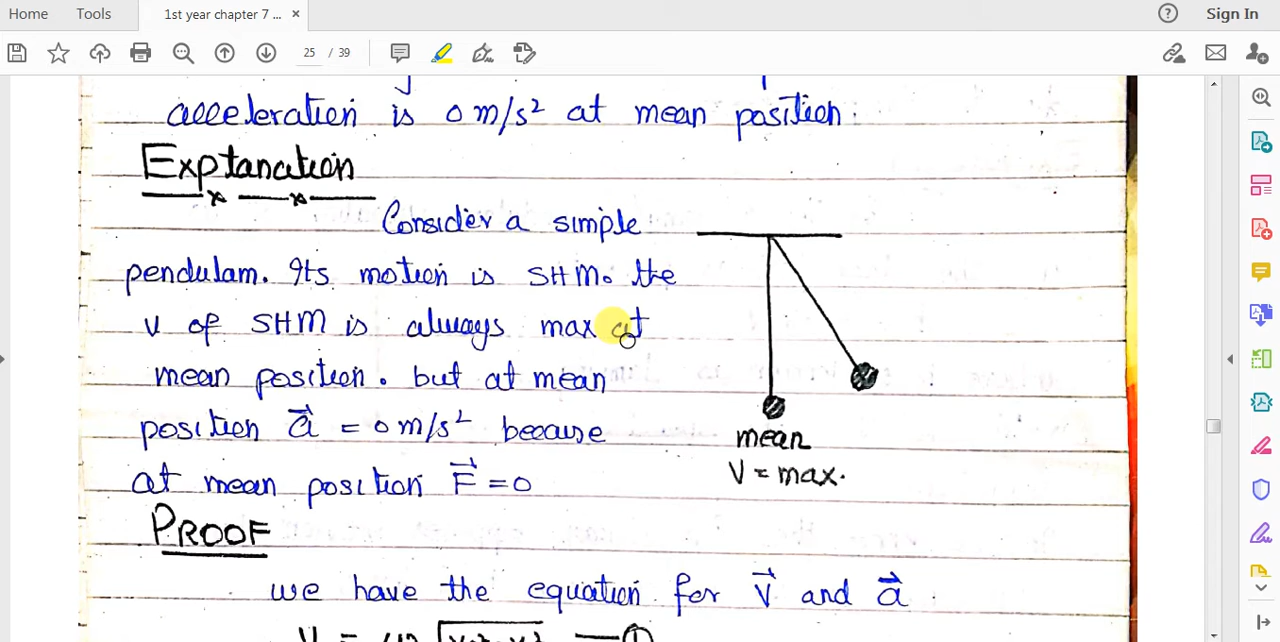 Home
Tools
1st year chapter 7 ...
×
Sign In
25 / 39
acceleration is 0 m/s² at mean position.
Explanation
Consider a simple
pendulam. Its motion is SHM. the
v of SHM is always max at
mean position. but at mean
position a⃗ = 0 m/s² because
at mean position F⃗ = 0
mean
V = max.
PROOF
we have the equation for V⃗ and a⃗.